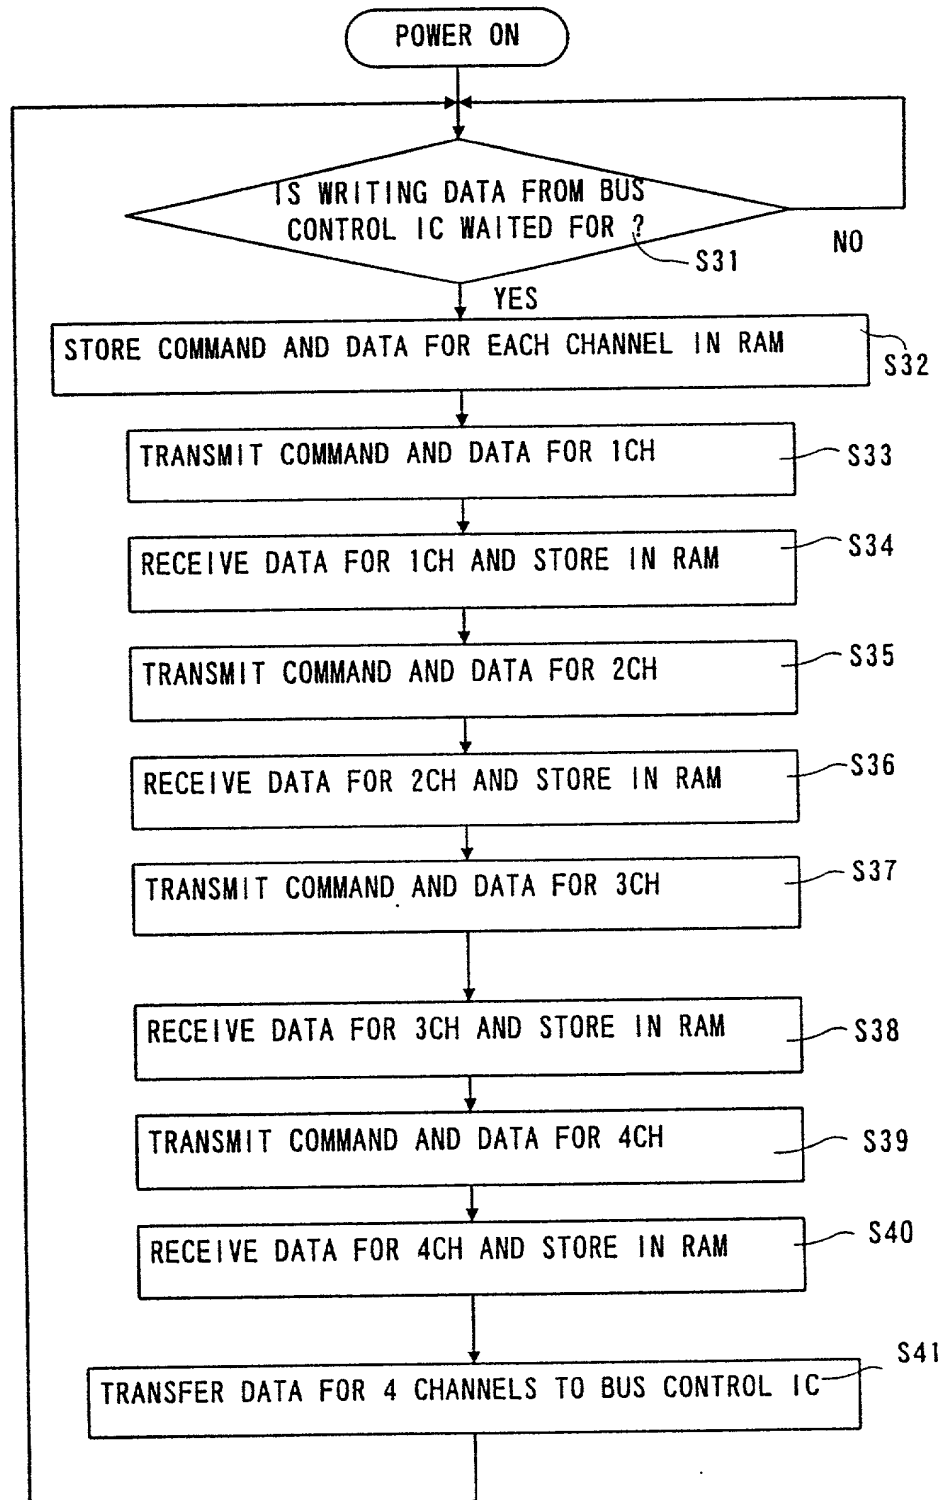 POWER ON
IS WRITING DATA FROM BUS
CONTROL IC WAITED FOR ?
S31
NO
YES
STORE COMMAND AND DATA FOR EACH CHANNEL IN RAM
S32
TRANSMIT COMMAND AND DATA FOR 1CH
S33
RECEIVE DATA FOR 1CH AND STORE IN RAM
S34
TRANSMIT COMMAND AND DATA FOR 2CH
S35
RECEIVE DATA FOR 2CH AND STORE IN RAM
S36
TRANSMIT COMMAND AND DATA FOR 3CH
S37
RECEIVE DATA FOR 3CH AND STORE IN RAM
S38
TRANSMIT COMMAND AND DATA FOR 4CH
S39
RECEIVE DATA FOR 4CH AND STORE IN RAM
S40
TRANSFER DATA FOR 4 CHANNELS TO BUS CONTROL IC
S41